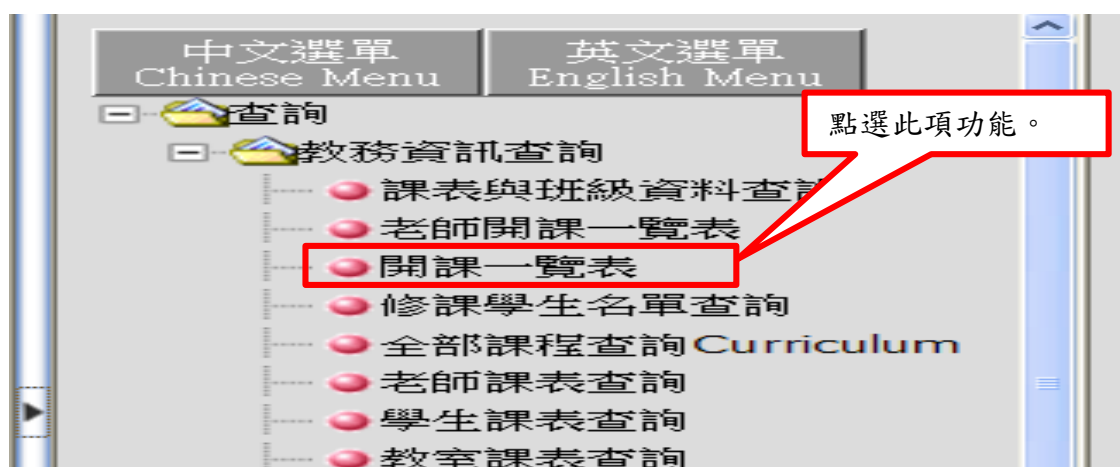 中文選單 英文選單
Chinese Menu English Menu
查詢
點選此項功能。
教務資訊查詢
課表與班級資料查詢
老師開課一覽表
開課一覽表
修課學生名單查詢
全部課程查詢Curriculum
老師課表查詢
學生課表查詢
教室課表查詢